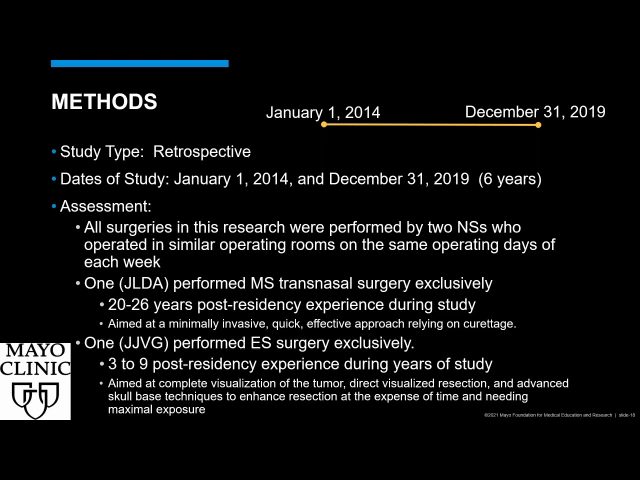 METHODS
January 1, 2014
December 31, 2019
• Study Type: Retrospective
• Dates of Study: January 1, 2014, and December 31, 2019 (6 years)
• Assessment:
• All surgeries in this research were performed by two NSs who
operated in similar operating rooms on the same operating days of
each week
• One (JLDA) performed MS transnasal surgery exclusively
• 20-26 years post-residency experience during study
• Aimed at a minimally invasive, quick, effective approach relying on curettage.
• One (JJVG) performed ES surgery exclusively.
• 3 to 9 post-residency experience during years of study
• Aimed at complete visualization of the tumor, direct visualized resection, and advanced
skull base techniques to enhance resection at the expense of time and needing
maximal exposure
MAYO
CLINIC
©2021 Mayo Foundation for Medical Education and Research | slide-10